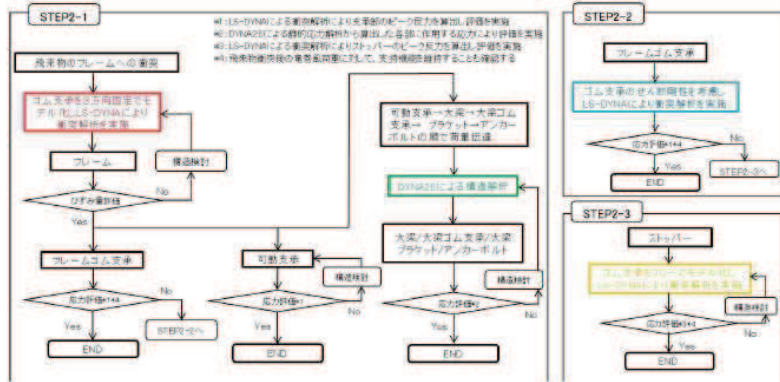 STEP2-1
*1:LS-DYNAによる衝突解析により支承部のピーク反力を算出し評価を実施
*2:DYNA2Eによる静的応力解析から算出した各部に作用する応力により評価を実施
*3:LS-DYNAによる衝突解析によりストッパーのピーク反力を算出し評価を実施
*4:飛来物衝突後の竜巻風荷重に対して、支持機能を維持することも確認する
飛来物のフレームへの衝突
ゴム支承を3方向固定でモ
デル化しLS-DYNAにより
衝突解析を実施
フレーム
構造検討
ひずみ量評価
No
Yes
フレームゴム支承
応力評価*1*4
No
Yes
STEP2-2へ
END
可動支承
構造検討
応力評価*1
No
Yes
END
可動支承→大梁→大梁ゴム
支承→ ブラケット→アンカー
ボルトの順で荷重伝達
DYNA2Eによる構造解析
大梁/大梁ゴム支承/大梁
ブラケット/アンカーボルト
構造検討
応力評価*2
No
Yes
END
STEP2-2
フレームゴム支承
ゴム支承のせん断剛性を考慮し
LS-DYNAにより衝突解析を実施
応力評価*1*4
No
Yes
STEP2-3へ
END
STEP2-3
ストッパー
ゴム支承をフリーでモデル化し
LS-DYNAにより衝突解析を実施
構造検討
応力評価*3*4
No
Yes
END